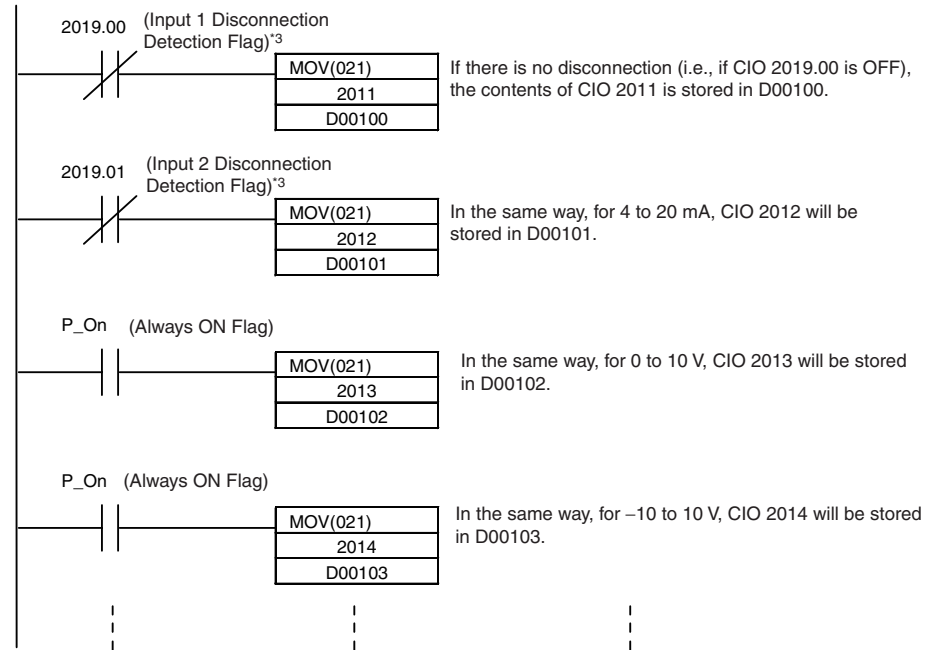 2019.00 (Input 1 Disconnection
Detection Flag)*3
MOV(021)
2011
D00100
If there is no disconnection (i.e., if CIO 2019.00 is OFF),
the contents of CIO 2011 is stored in D00100.
2019.01 (Input 2 Disconnection
Detection Flag)*3
MOV(021)
2012
D00101
In the same way, for 4 to 20 mA, CIO 2012 will be
stored in D00101.
P_On (Always ON Flag)
MOV(021)
2013
D00102
In the same way, for 0 to 10 V, CIO 2013 will be stored
in D00102.
P_On (Always ON Flag)
MOV(021)
2014
D00103
In the same way, for −10 to 10 V, CIO 2014 will be stored
in D00103.